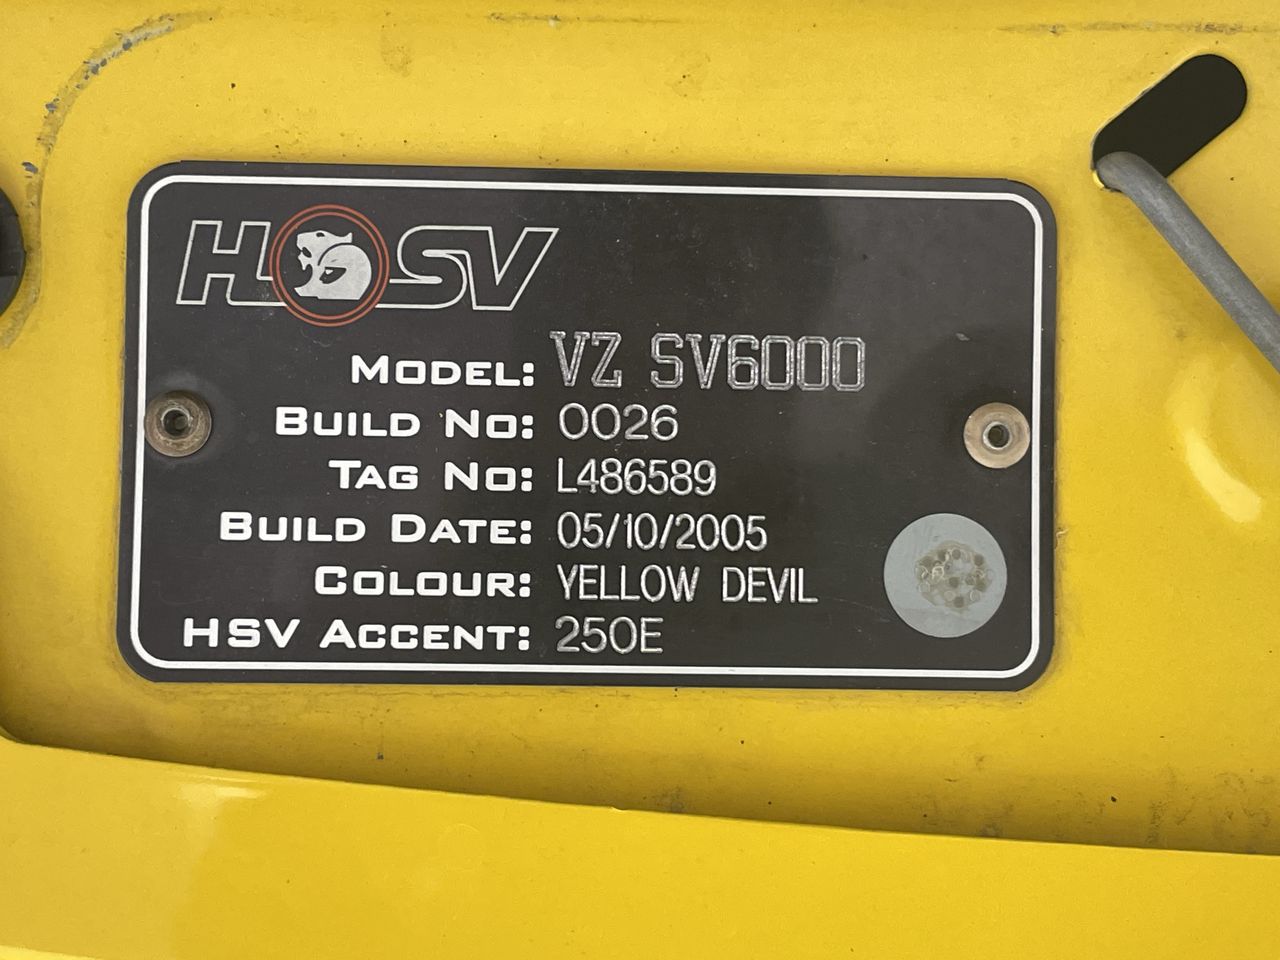 HSV
MODEL: VZ SV6000
BUILD NO: 0026
TAG NO: L486589
BUILD DATE: 05/10/2005
COLOUR: YELLOW DEVIL
HSV ACCENT: 250E